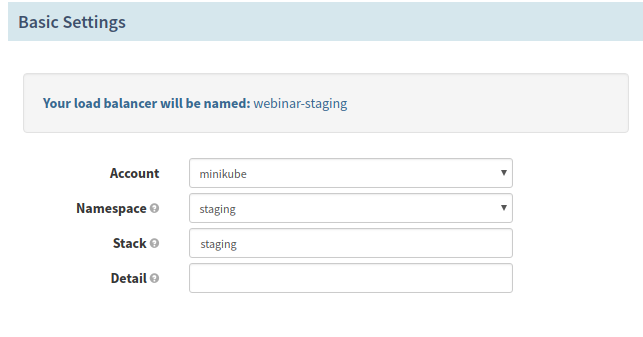 Basic Settings
Your load balancer will be named: webinar-staging
Account minikube
Namespace staging
Stack staging
Detail